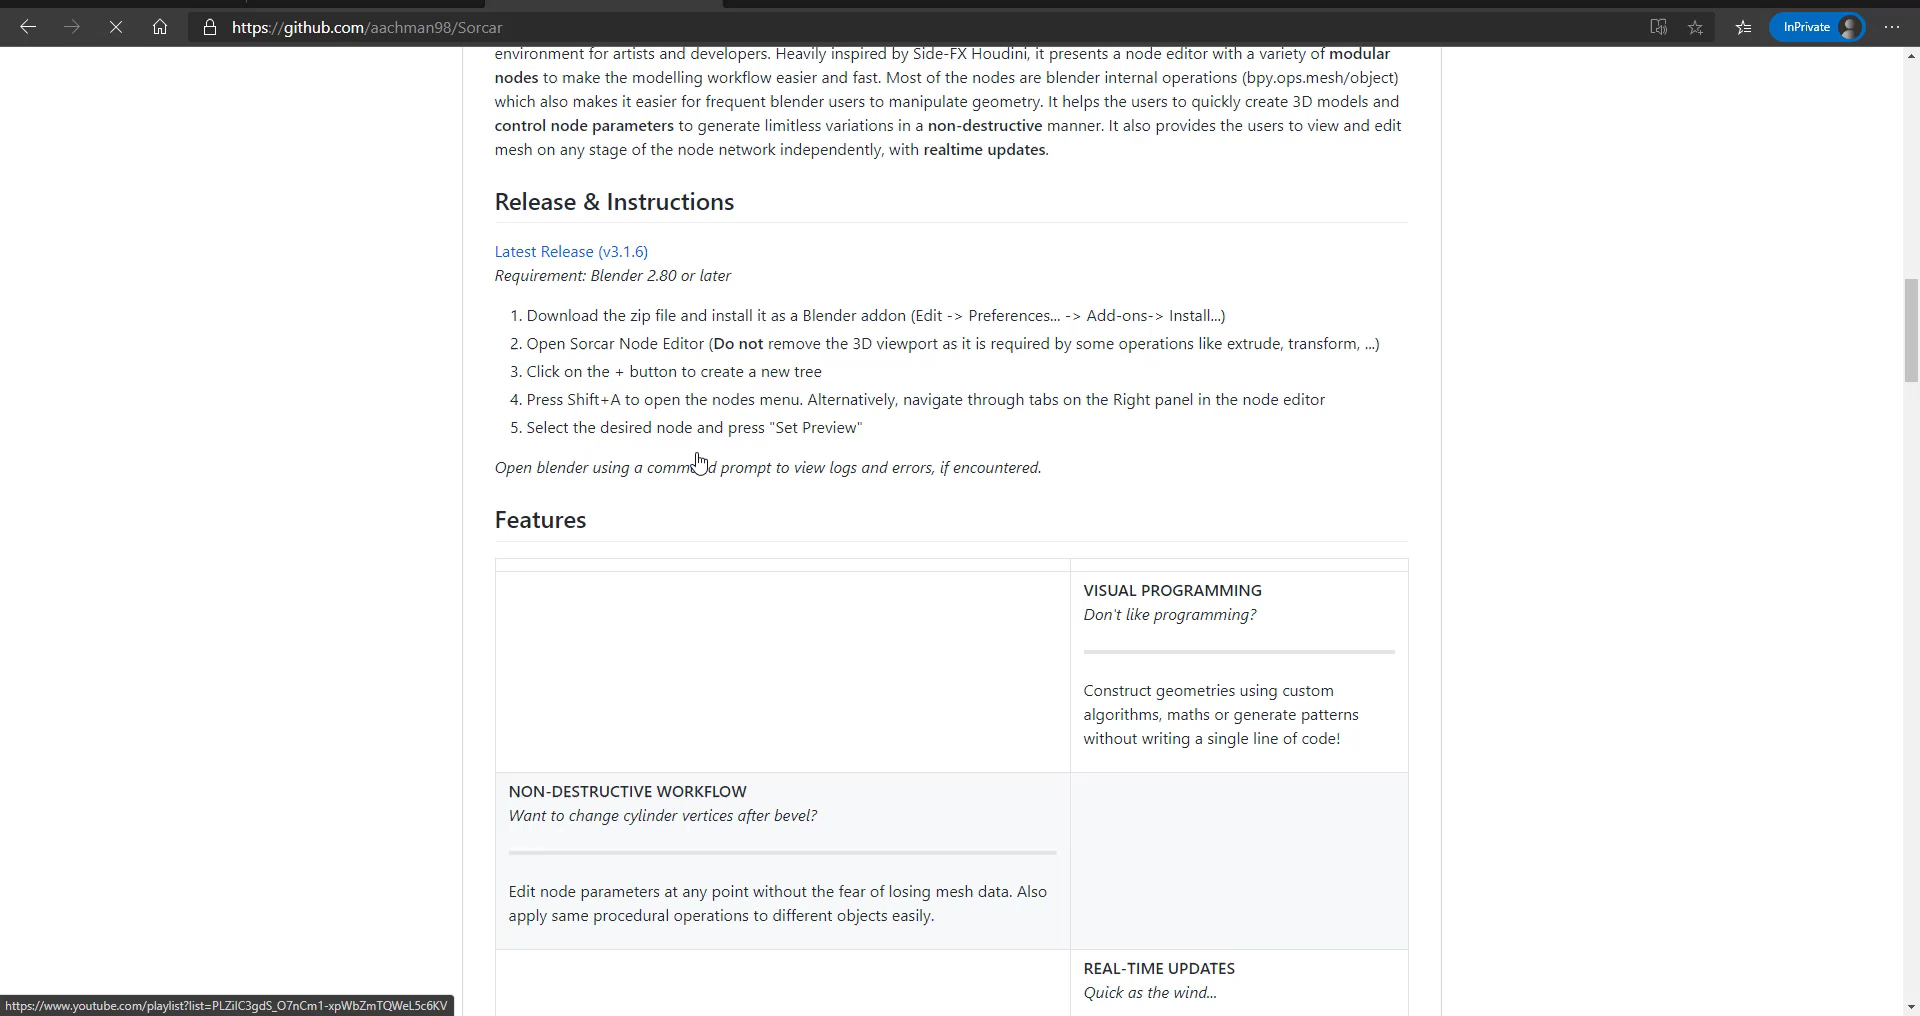 https://github.com/aachman98/Sorcar
InPrivate
environment for artists and developers. Heavily inspired by Side-FX Houdini, it presents a node editor with a variety of modular
nodes to make the modelling workflow easier and fast. Most of the nodes are blender internal operations (bpy.ops.mesh/object)
which also makes it easier for frequent blender users to manipulate geometry. It helps the users to quickly create 3D models and
control node parameters to generate limitless variations in a non-destructive manner. It also provides the users to view and edit
mesh on any stage of the node network independently, with realtime updates.
Release & Instructions
Latest Release (v3.1.6)
Requirement: Blender 2.80 or later
1. Download the zip file and install it as a Blender addon (Edit -> Preferences... -> Add-ons-> Install...)
2. Open Sorcar Node Editor (Do not remove the 3D viewport as it is required by some operations like extrude, transform, ...)
3. Click on the + button to create a new tree
4. Press Shift+A to open the nodes menu. Alternatively, navigate through tabs on the Right panel in the node editor
5. Select the desired node and press "Set Preview"
Open blender using a command prompt to view logs and errors, if encountered.
Features
VISUAL PROGRAMMING
Don't like programming?
Construct geometries using custom
algorithms, maths or generate patterns
without writing a single line of code!
NON-DESTRUCTIVE WORKFLOW
Want to change cylinder vertices after bevel?
Edit node parameters at any point without the fear of losing mesh data. Also
apply same procedural operations to different objects easily.
REAL-TIME UPDATES
Quick as the wind...
https://www.youtube.com/playlist?list=PLZiIC3gdS_O7nCm1-xpWbZmTQWeL5c6KV